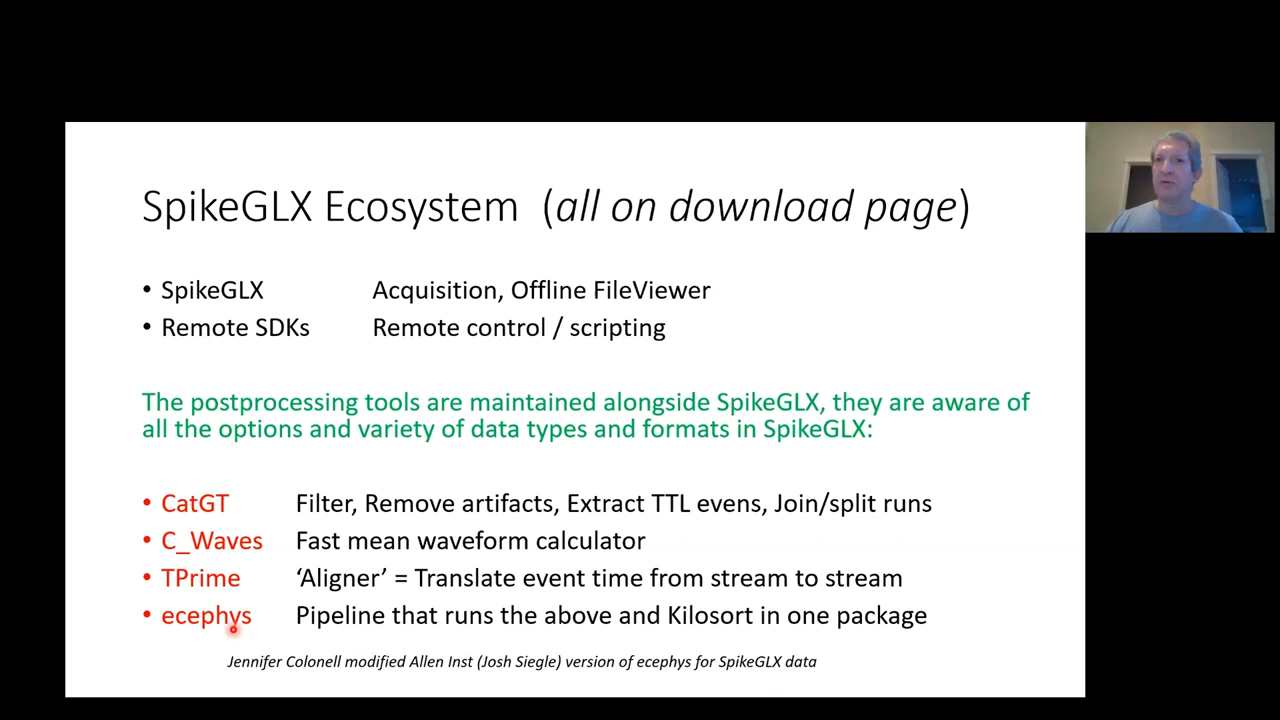 SpikeGLX Ecosystem (all on download page)
• SpikeGLX Acquisition, Offline FileViewer
• Remote SDKs Remote control / scripting
The postprocessing tools are maintained alongside SpikeGLX, they are aware of
all the options and variety of data types and formats in SpikeGLX:
• CatGT Filter, Remove artifacts, Extract TTL evens, Join/split runs
• C_Waves Fast mean waveform calculator
• TPrime ‘Aligner’ = Translate event time from stream to stream
• ecephys Pipeline that runs the above and Kilosort in one package
Jennifer Colonell modified Allen Inst (Josh Siegle) version of ecephys for SpikeGLX data